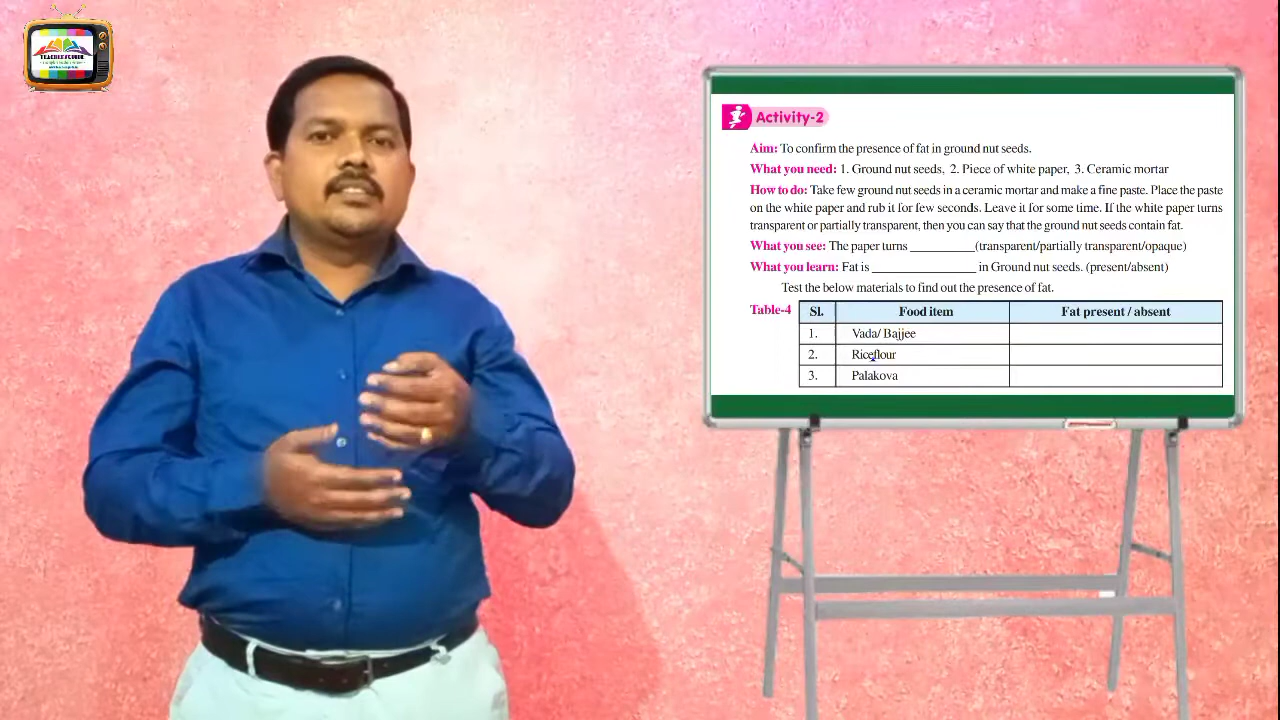 Activity-2
Aim: To confirm the presence of fat in ground nut seeds.
What you need: 1. Ground nut seeds, 2. Piece of white paper, 3. Ceramic mortar
How to do: Take few ground nut seeds in a ceramic mortar and make a fine paste. Place the paste
on the white paper and rub it for few seconds. Leave it for some time. If the white paper turns
transparent or partially transparent, then you can say that the ground nut seeds contain fat.
What you see: The paper turns __________(transparent/partially transparent/opaque)
What you learn: Fat is ________________ in Ground nut seeds. (present/absent)
Test the below materials to find out the presence of fat.
Table-4 Sl. Food item Fat present / absent
1. Vada/ Bajjee
2. Riceflour
3. Palakova